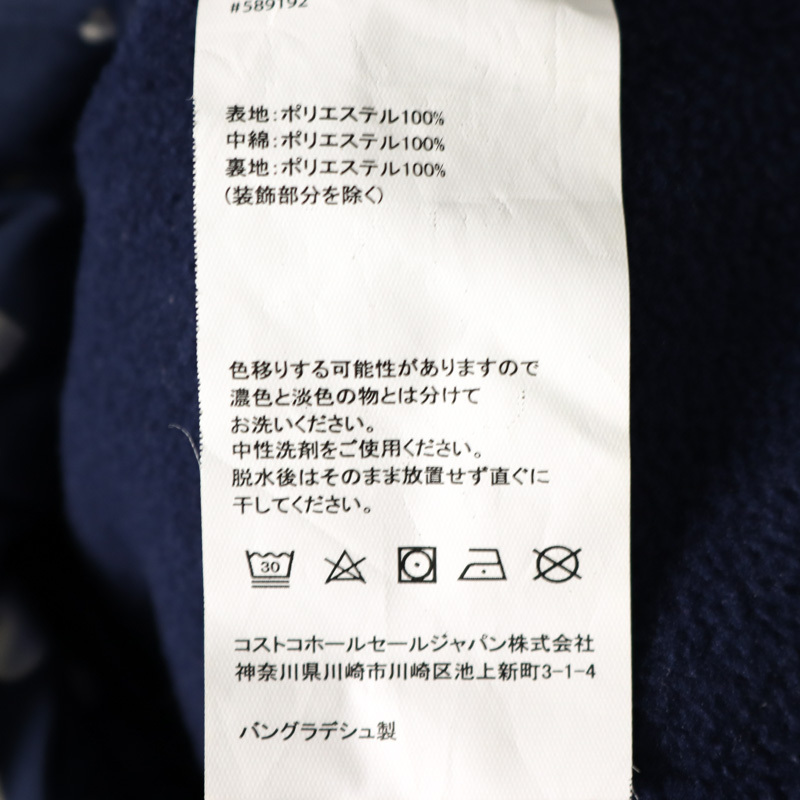 #589192
表地：ポリエステル100%
中綿：ポリエステル100%
裏地：ポリエステル100%
(装飾部分を除く)
色移りする可能性がありますので
濃色と淡色の物とは分けて
お洗いください。
中性洗剤をご使用ください。
脱水後はそのまま放置せず直ぐに
干してください。
30
コストコホールセールジャパン株式会社
神奈川県川崎市川崎区池上新町3-1-4
バングラデシュ製